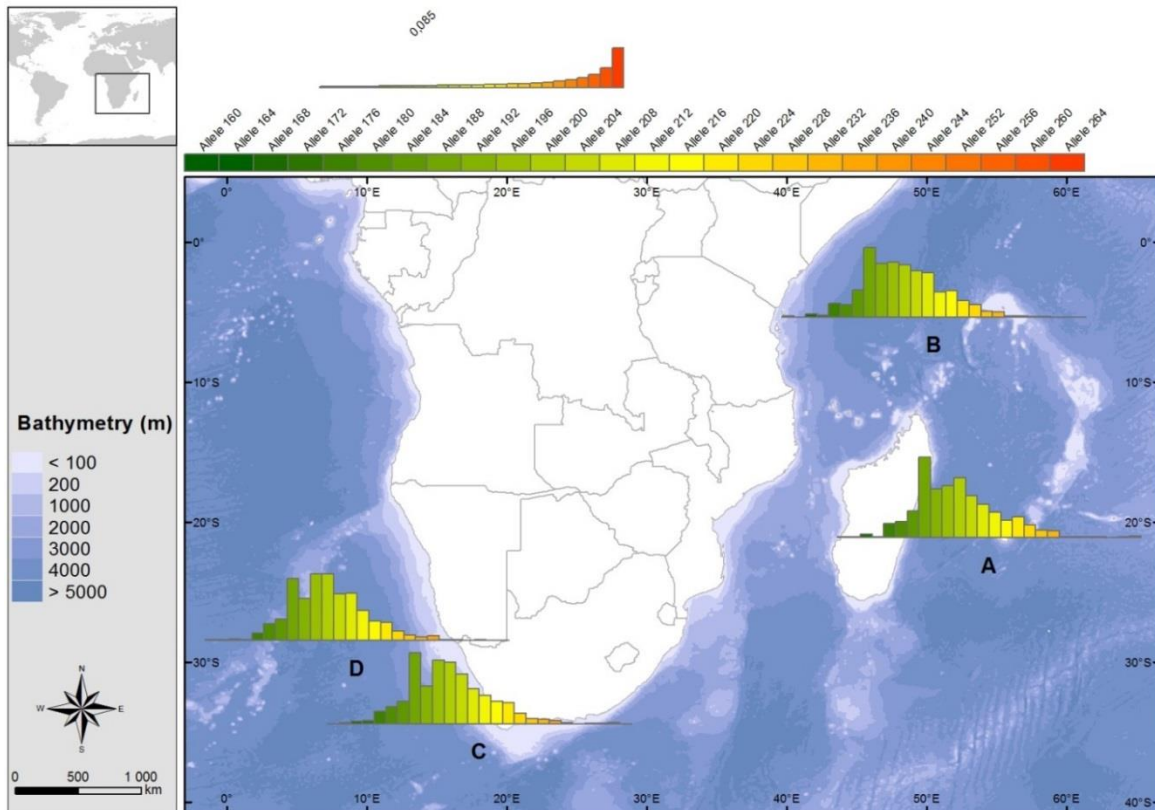 0,085
Allele 160
Allele 164
Allele 168
Allele 172
Allele 176
Allele 180
Allele 184
Allele 188
Allele 192
Allele 196
Allele 200
Allele 204
Allele 208
Allele 212
Allele 216
Allele 220
Allele 224
Allele 228
Allele 232
Allele 236
Allele 240
Allele 244
Allele 252
Allele 256
Allele 260
Allele 264
0° 10°E 20°E 30°E 40°E 50°E 60°E
0° 0°
B
10°S 10°S
Bathymetry (m)
< 100
200
1000
2000
3000
4000
> 5000
20°S 20°S
A
30°S 30°S
D
C
N
W E
S
0 500 1 000
km
40°S 40°S
0° 10°E 20°E 30°E 40°E 50°E 60°E